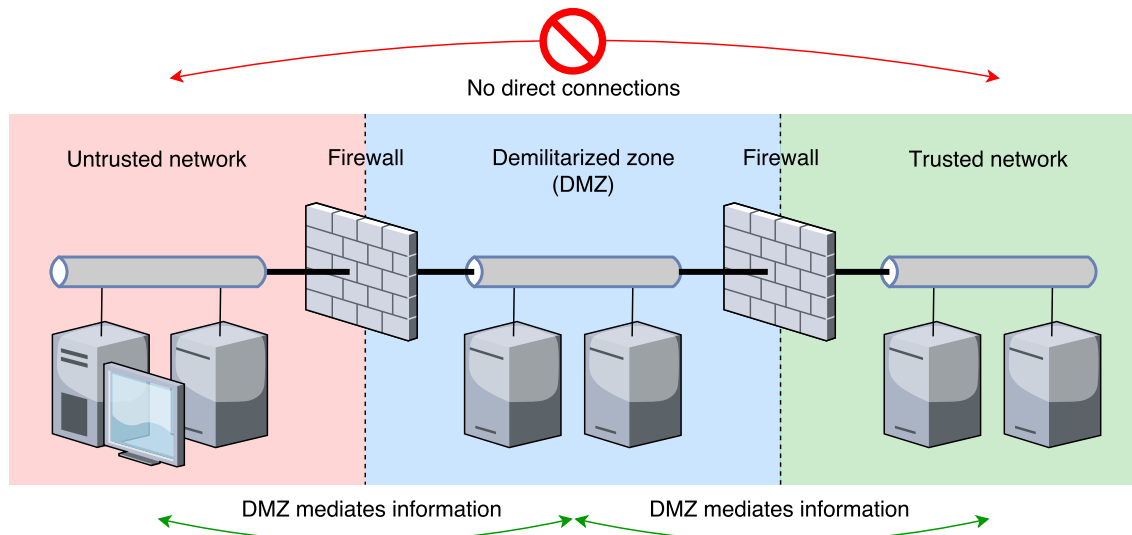 No direct connections
Untrusted network
Firewall
Demilitarized zone
(DMZ)
Firewall
Trusted network
DMZ mediates information
DMZ mediates information